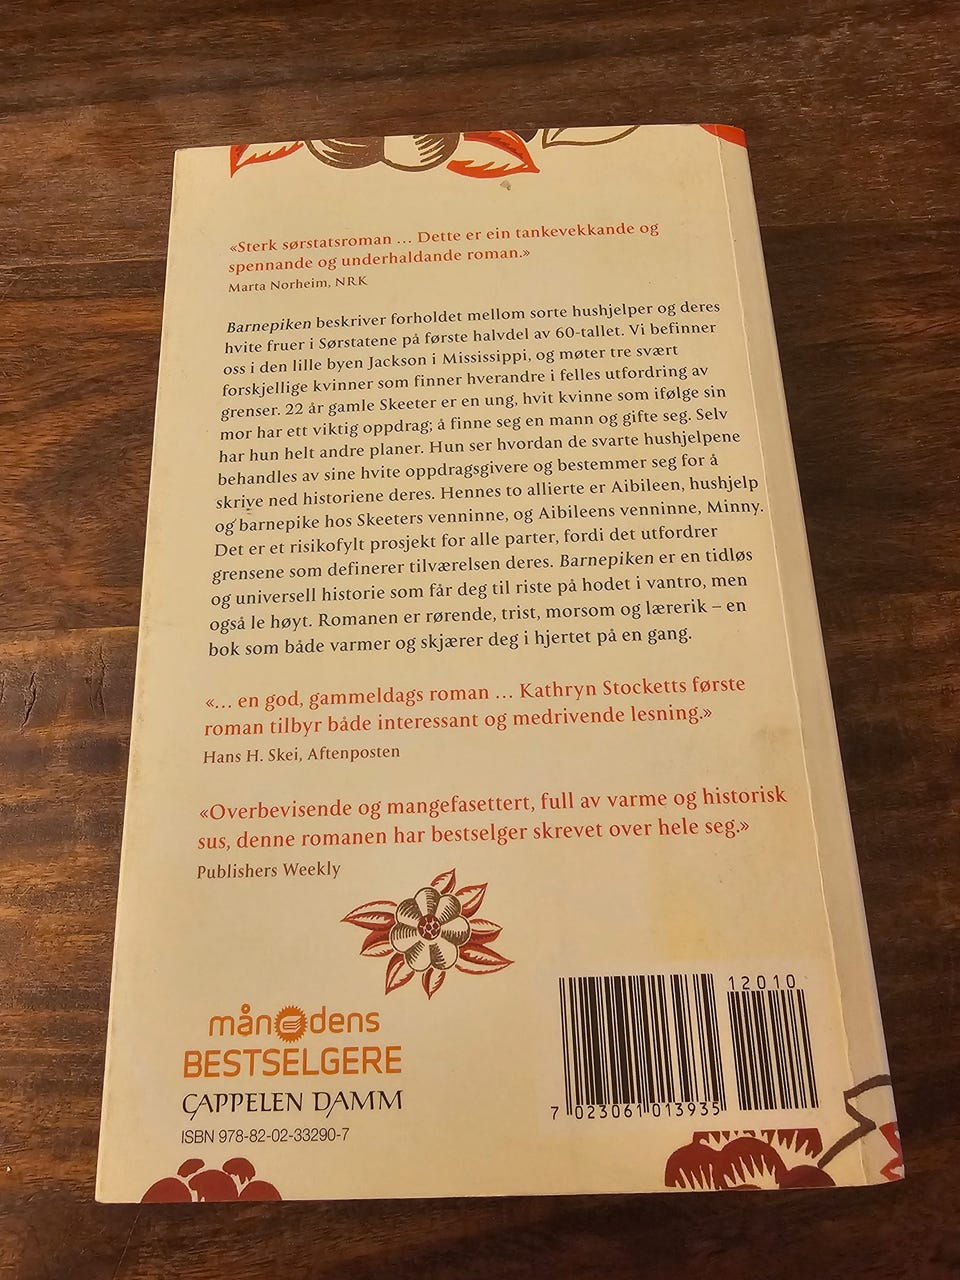 «Sterk sørstatsroman ... Dette er ein tankevekkande og
spennande og underhaldande roman.»
Marta Norheim, NRK
Barnepiken beskriver forholdet mellom sorte hushjelper og deres
hvite fruer i Sørstatene på første halvdel av 60-tallet. Vi befinner
oss i den lille byen Jackson i Mississippi, og møter tre svært
forskjellige kvinner som finner hverandre i felles utfordring av
grenser. 22 år gamle Skeeter er en ung, hvit kvinne som ifølge sin
mor har ett viktig oppdrag; å finne seg en mann og gifte seg. Selv
har hun helt andre planer. Hun ser hvordan de svarte hushjelpene
behandles av sine hvite oppdragsgivere og bestemmer seg for å
skrive ned historiene deres. Hennes to allierte er Aibileen, hushjelp
og barnepike hos Skeeters venninne, og Aibileens venninne, Minny.
Det er et risikofylt prosjekt for alle parter, fordi det utfordrer
grensene som definerer tilværelsen deres. Barnepiken er en tidløs
og universell historie som får deg til riste på hodet i vantro, men
også le høyt. Romanen er rørende, trist, morsom og lærerik – en
bok som både varmer og skjærer deg i hjertet på en gang.
«... en god, gammeldags roman ... Kathryn Stocketts første
roman tilbyr både interessant og medrivende lesning.»
Hans H. Skei, Aftenposten
«Overbevisende og mangefasettert, full av varme og historisk
sus, denne romanen har bestselger skrevet over hele seg.»
Publishers Weekly
månedens
BESTSELGERE
CAPPELEN DAMM
ISBN 978-82-02-33290-7
12010
7 023061 013935